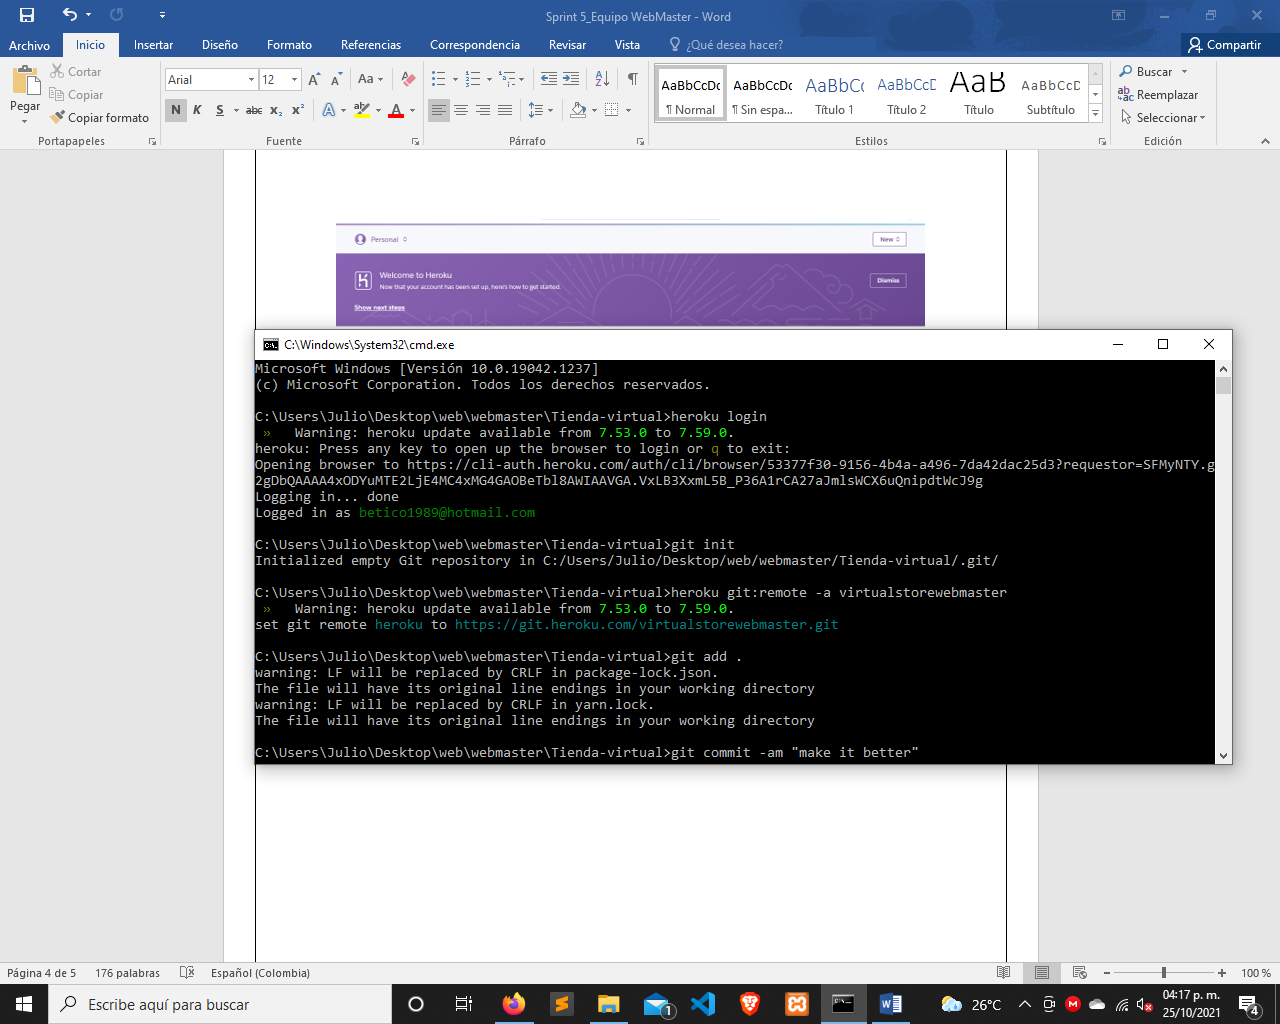 Sprint 5_Equipo WebMaster - Word
Archivo Inicio Insertar Diseño Formato Referencias Correspondencia Revisar Vista ¿Qué desea hacer? Compartir
Pegar
Cortar
Copiar
Copiar formato
Portapapeles
Arial 12
N K S abc x₂ x²
Fuente
Párrafo
AaBbCcDc AaBbCcDc AaBbCc AaBbCcD AaB AaBbCcD
¶ Normal ¶ Sin espa... Título 1 Título 2 Título Subtítulo
Estilos
Buscar
Reemplazar
Seleccionar
Edición
Personal New
Welcome to Heroku
Now that your account has been set up, here's how to get started.
Dismiss
Show next steps
C:\Windows\System32\cmd.exe
Microsoft Windows [Versión 10.0.19042.1237]
(c) Microsoft Corporation. Todos los derechos reservados.
C:\Users\Julio\Desktop\web\webmaster\Tienda-virtual>heroku login
» Warning: heroku update available from 7.53.0 to 7.59.0.
heroku: Press any key to open up the browser to login or q to exit:
Opening browser to https://cli-auth.heroku.com/auth/cli/browser/53377f30-9156-4b4a-a496-7da42dac25d3?requestor=SFMyNTY.g
2gDbQAAAA4xODYuMTE2LjE4MC4xMG4GAOBeTbl8AWIAAVGA.VxLB3XxmL5B_P36A1rCA27aJmlsWCX6uQnipdtWcJ9g
Logging in... done
Logged in as betico1989@hotmail.com
C:\Users\Julio\Desktop\web\webmaster\Tienda-virtual>git init
Initialized empty Git repository in C:/Users/Julio/Desktop/web/webmaster/Tienda-virtual/.git/
C:\Users\Julio\Desktop\web\webmaster\Tienda-virtual>heroku git:remote -a virtualstorewebmaster
» Warning: heroku update available from 7.53.0 to 7.59.0.
set git remote heroku to https://git.heroku.com/virtualstorewebmaster.git
C:\Users\Julio\Desktop\web\webmaster\Tienda-virtual>git add .
warning: LF will be replaced by CRLF in package-lock.json.
The file will have its original line endings in your working directory
warning: LF will be replaced by CRLF in yarn.lock.
The file will have its original line endings in your working directory
C:\Users\Julio\Desktop\web\webmaster\Tienda-virtual>git commit -am "make it better"
Página 4 de 5 176 palabras Español (Colombia) 100 %
Escribe aquí para buscar
1
26°C
04:17 p. m.
25/10/2021
4